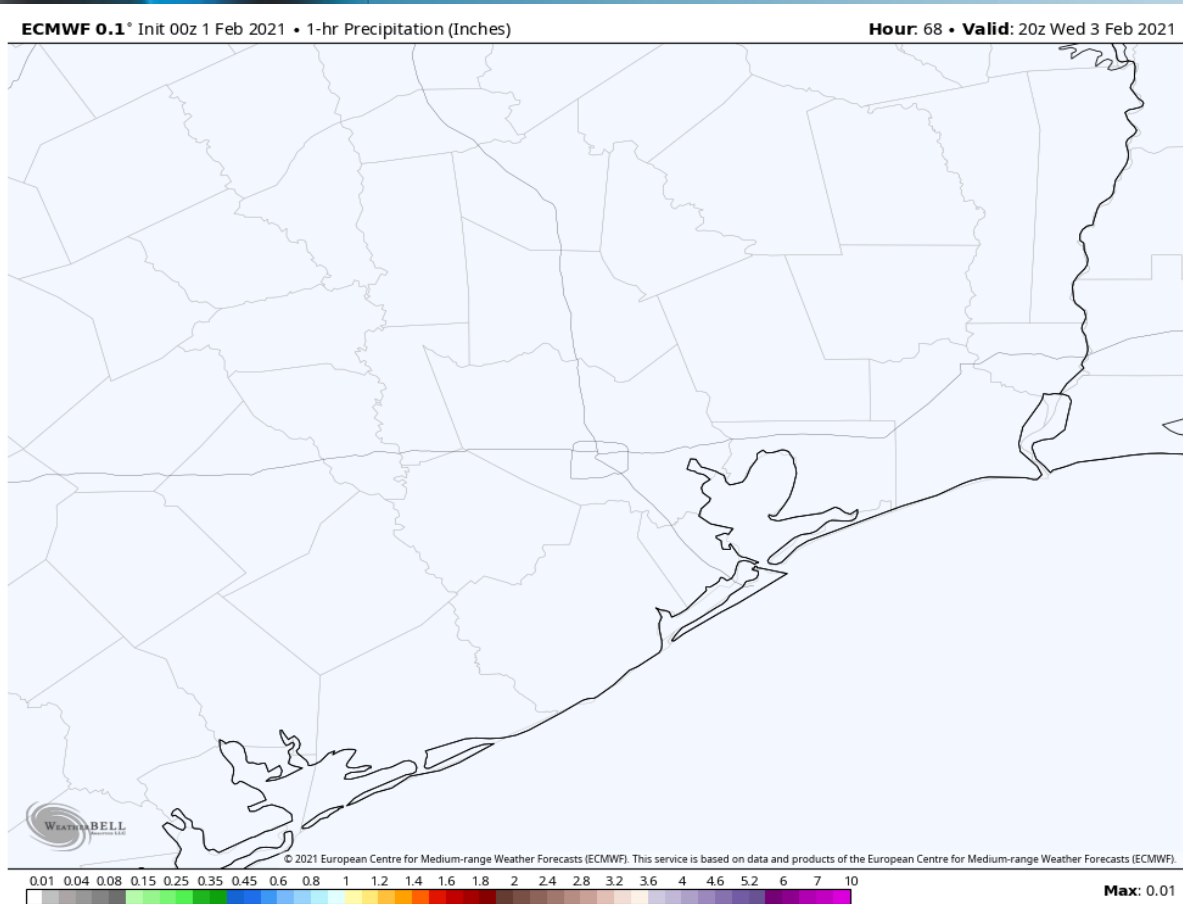 ECMWF 0.1° Init 00z 1 Feb 2021 • 1-hr Precipitation (Inches) Hour: 68 • Valid: 20z Wed 3 Feb 2021
WEATHERBELL
© 2021 European Centre for Medium-range Weather Forecasts (ECMWF). This service is based on data and products of the European Centre for Medium-range Weather Forecasts (ECMWF).
0.01 0.04 0.08 0.15 0.25 0.35 0.45 0.6 0.8 1 1.2 1.4 1.6 1.8 2 2.4 2.8 3.2 3.6 4 4.6 5.2 6 7 10
Max: 0.01